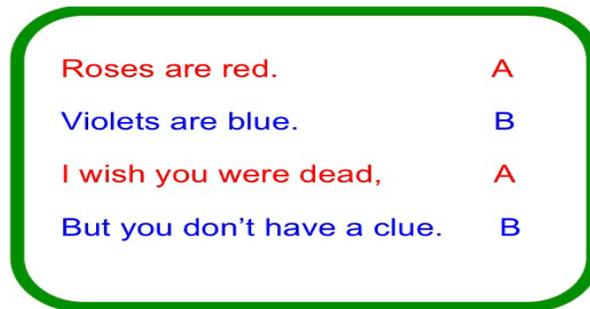 Roses are red. A
Violets are blue. B
I wish you were dead, A
But you don’t have a clue. B